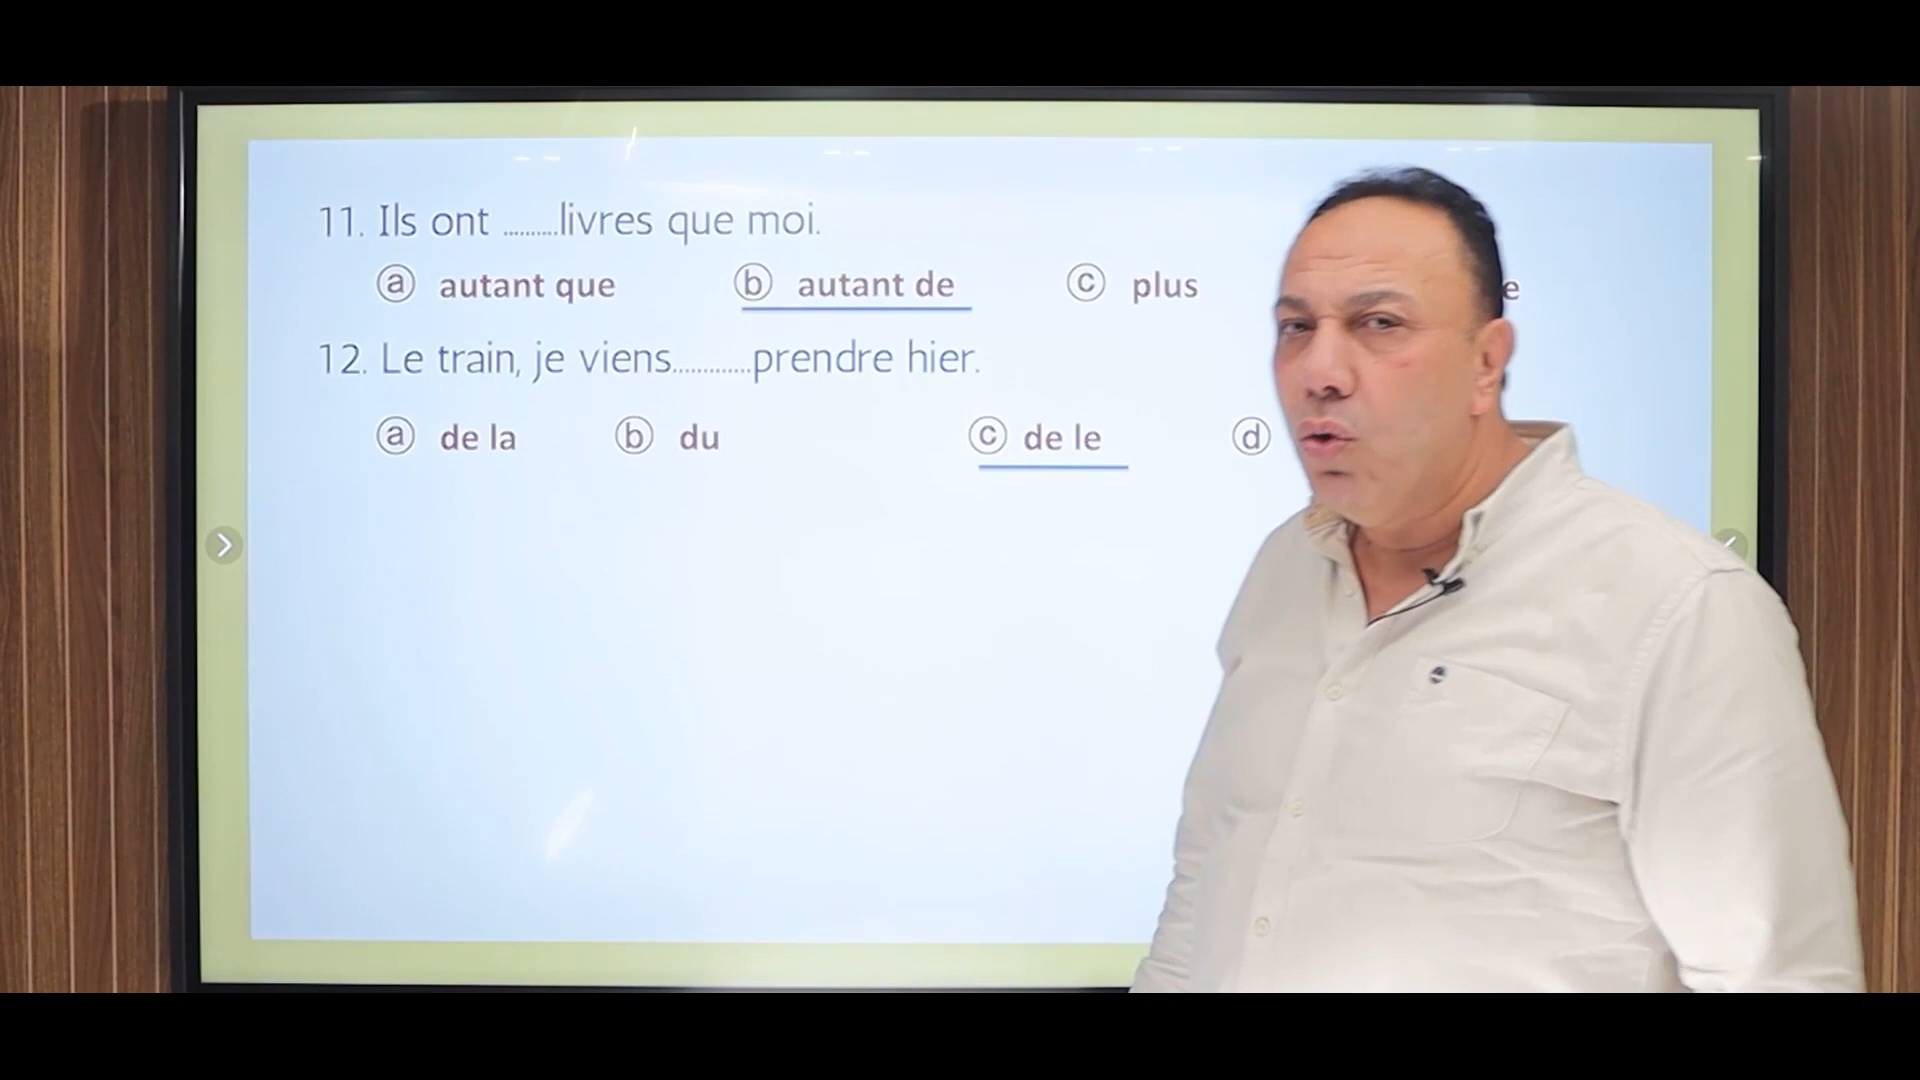 11. Ils ont ..........livres que moi.
ⓐ autant que ⓑ autant de ⓒ plus
12. Le train, je viens.............prendre hier.
ⓐ de la ⓑ du ⓒ de le ⓓ